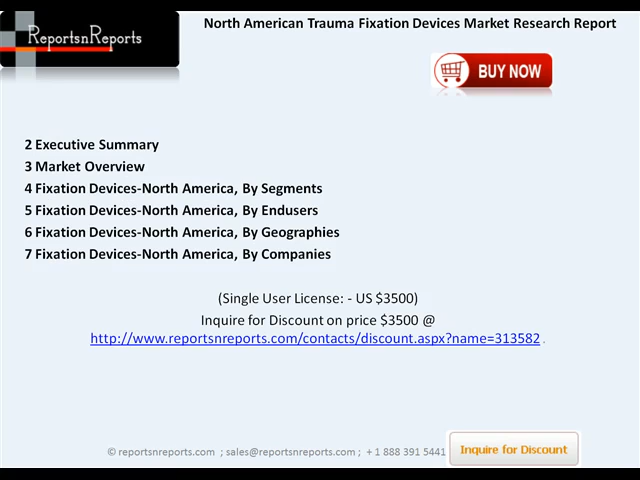 ReportsnReports
North American Trauma Fixation Devices Market Research Report
BUY NOW
2 Executive Summary
3 Market Overview
4 Fixation Devices-North America, By Segments
5 Fixation Devices-North America, By Endusers
6 Fixation Devices-North America, By Geographies
7 Fixation Devices-North America, By Companies
(Single User License: - US $3500)
Inquire for Discount on price $3500 @
http://www.reportsnreports.com/contacts/discount.aspx?name=313582 .
© reportsnreports.com ; sales@reportsnreports.com ; + 1 888 391 5441
Inquire for Discount